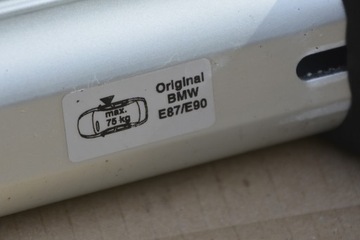 max.
75 kg
Original
BMW
E87/E90